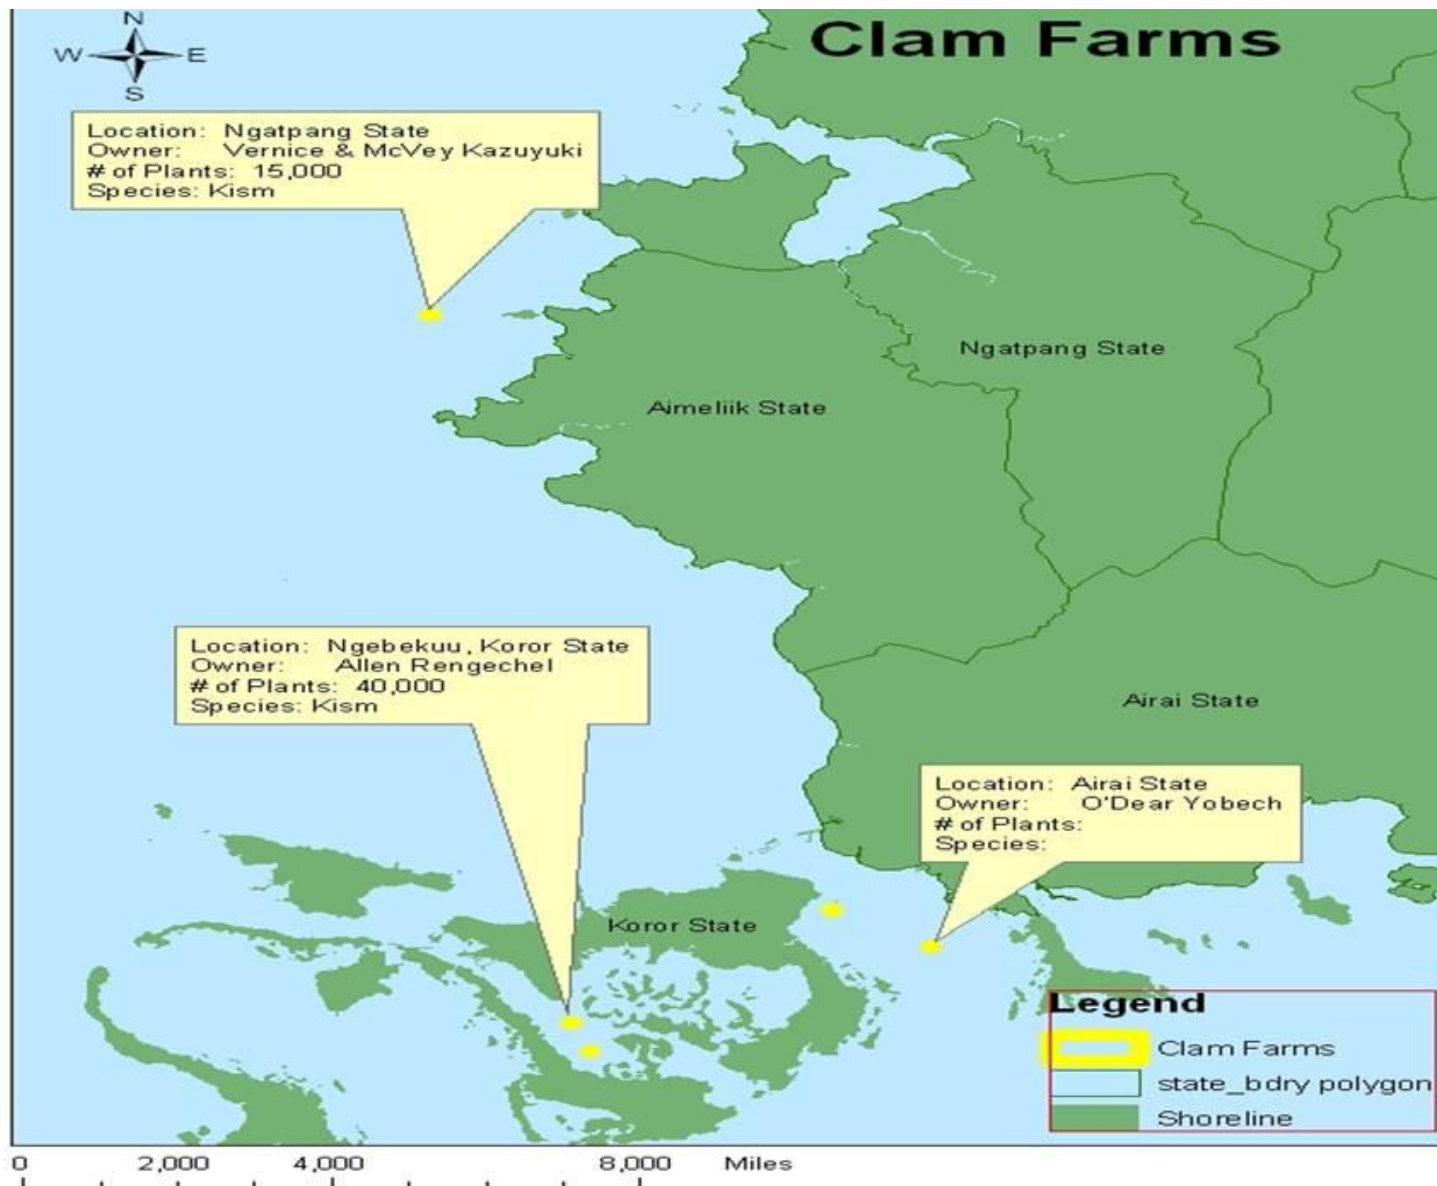 Clam Farms
N
W E
S
Location: Ngatpang State
Owner: Vernice & McVey Kazuyuki
# of Plants: 15,000
Species: Kism
Ngatpang State
Aimeliik State
Location: Ngebekuu, Koror State
Owner: Allen Rengechel
# of Plants: 40,000
Species: Kism
Airai State
Location: Airai State
Owner: O'Dear Yobech
# of Plants:
Species:
Koror State
Legend
Clam Farms
state_bdry polygon
Shoreline
0 2,000 4,000 8,000 Miles